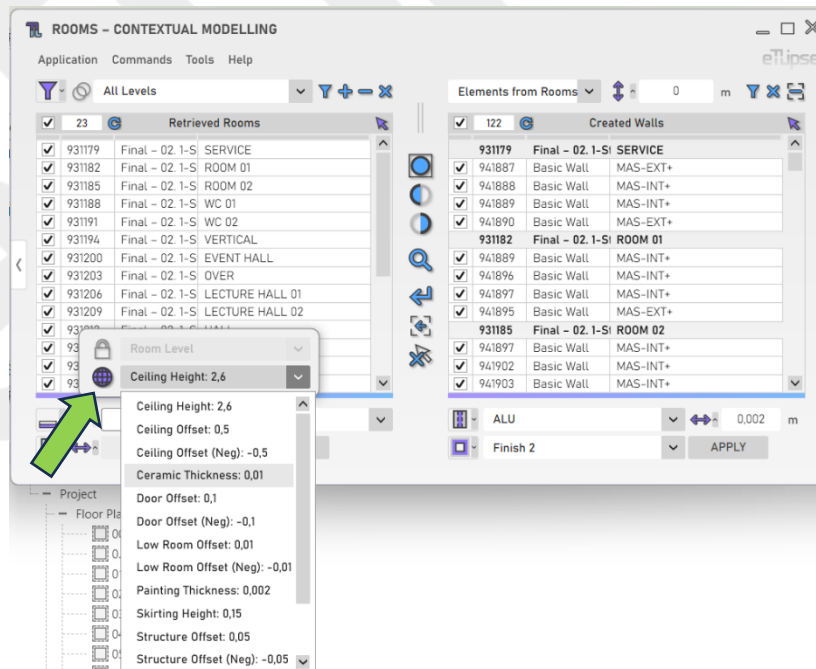 ROOMS – CONTEXTUAL MODELLING
Application Commands Tools Help
eTLipse
All Levels
Elements from Rooms 0 m
23 Retrieved Rooms
122 Created Walls
931179 Final – 02. 1-S SERVICE
931182 Final – 02. 1-S ROOM 01
931185 Final – 02. 1-S ROOM 02
931188 Final – 02. 1-S WC 01
931191 Final – 02. 1-S WC 02
931194 Final – 02. 1-S VERTICAL
931200 Final – 02. 1-S EVENT HALL
931203 Final – 02. 1-S OVER
931206 Final – 02. 1-S LECTURE HALL 01
931209 Final – 02. 1-S LECTURE HALL 02
93
93
93
931179 Final – 02. 1-St SERVICE
941887 Basic Wall MAS-EXT+
941888 Basic Wall MAS-INT+
941889 Basic Wall MAS-INT+
941890 Basic Wall MAS-EXT+
931182 Final – 02. 1-St ROOM 01
941889 Basic Wall MAS-INT+
941896 Basic Wall MAS-INT+
941897 Basic Wall MAS-INT+
941895 Basic Wall MAS-EXT+
931185 Final – 02. 1-St ROOM 02
941897 Basic Wall MAS-INT+
941902 Basic Wall MAS-INT+
941903 Basic Wall MAS-INT+
Room Level
Ceiling Height: 2,6
Ceiling Height: 2,6
Ceiling Offset: 0,5
Ceiling Offset (Neg): -0,5
Ceramic Thickness: 0,01
Door Offset: 0,1
Door Offset (Neg): -0,1
Low Room Offset: 0,01
Low Room Offset (Neg): -0,01
Painting Thickness: 0,002
Skirting Height: 0,15
Structure Offset: 0,05
Structure Offset (Neg): -0,05
ALU 0,002 m
Finish 2 APPLY
Project
Floor Pla